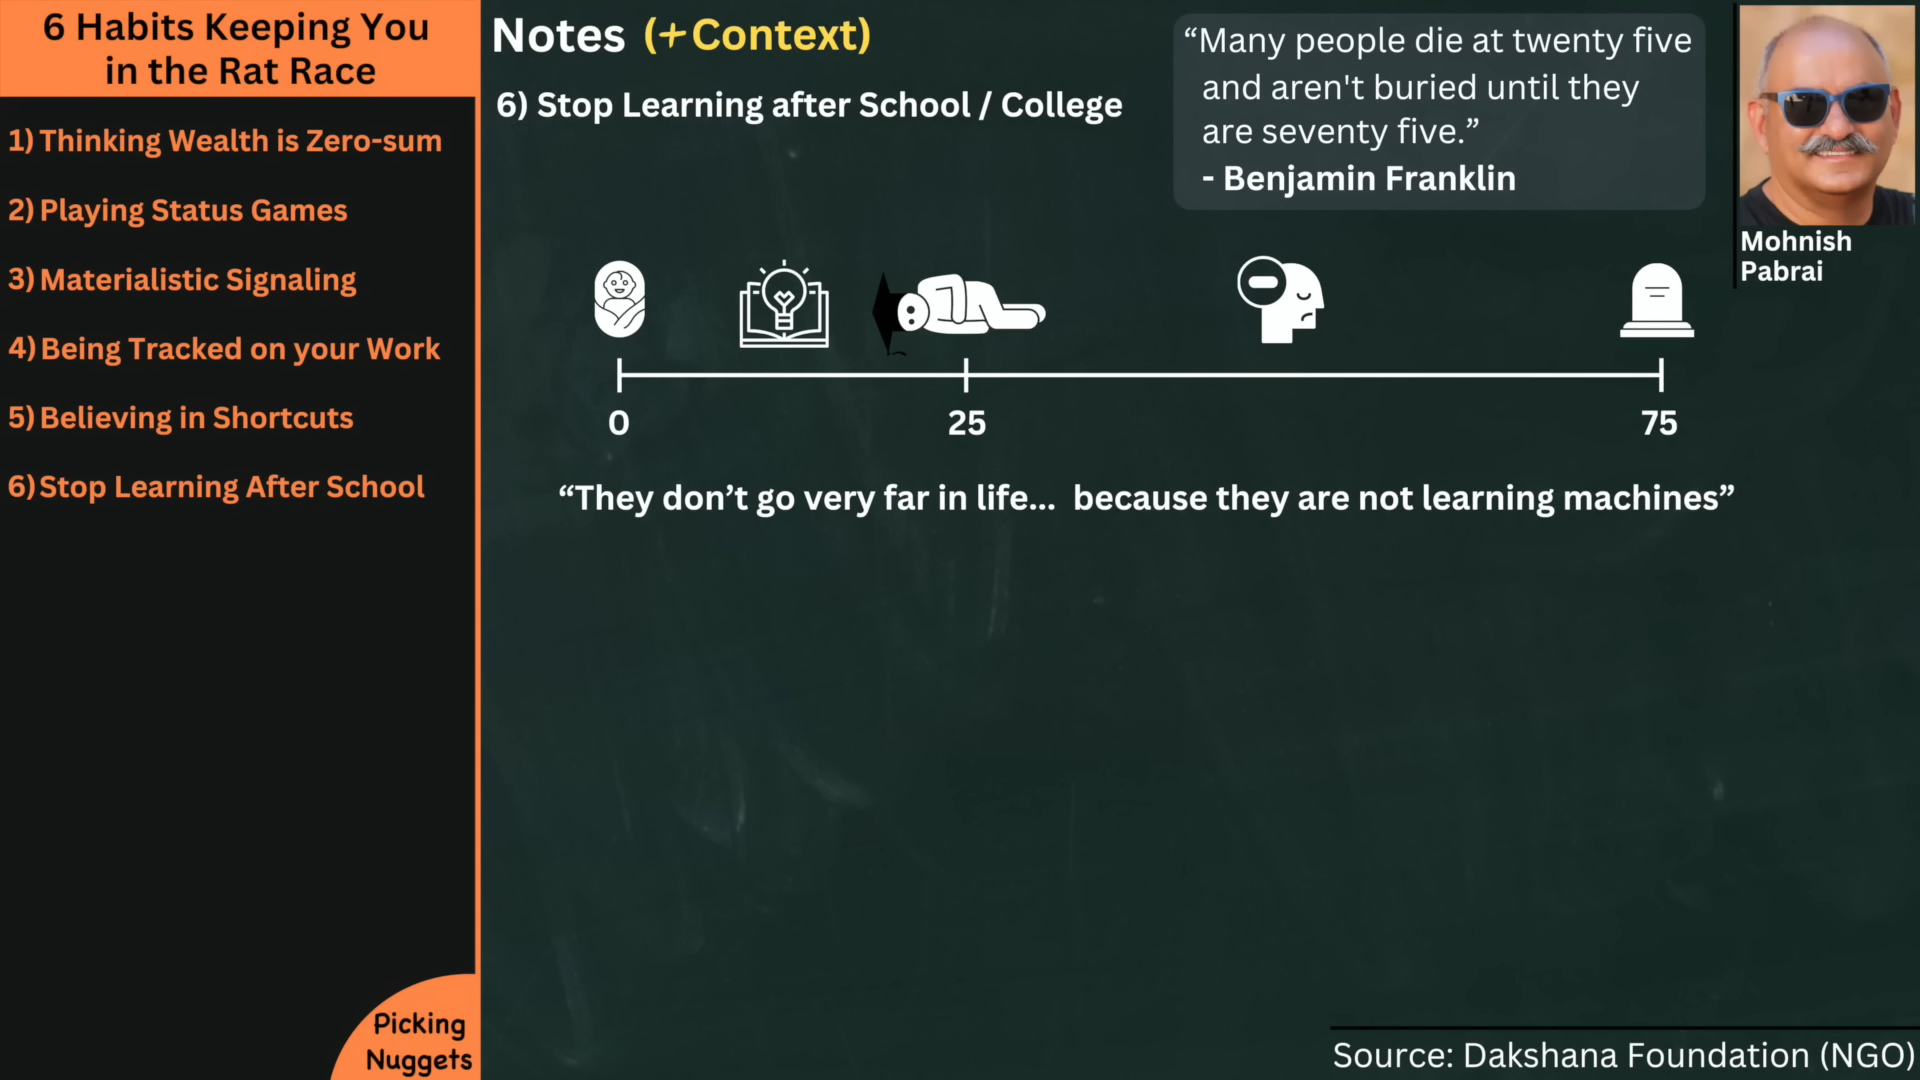 6 Habits Keeping You
in the Rat Race
1) Thinking Wealth is Zero-sum
2) Playing Status Games
3) Materialistic Signaling
4) Being Tracked on your Work
5) Believing in Shortcuts
6) Stop Learning After School
Picking
Nuggets
Notes (+Context)
6) Stop Learning after School / College
“Many people die at twenty five
and aren't buried until they
are seventy five.”
- Benjamin Franklin
Mohnish
Pabrai
0
25
75
“They don’t go very far in life... because they are not learning machines”
Source: Dakshana Foundation (NGO)